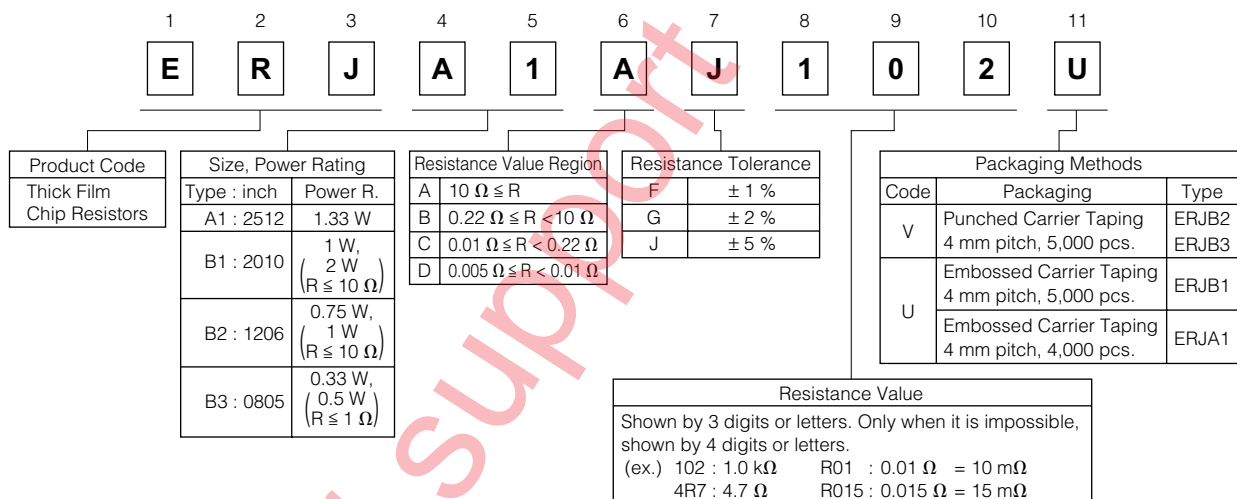 1 2 3 4 5 6 7 8 9 10 11
E R J A 1 A J 1 0 2 U
Product Code
Thick Film
Chip Resistors
Size, Power Rating
Type : inch Power R.
A1 : 2512 1.33 W
B1 : 2010 1 W,
( 2 W
R ≦ 10 Ω )
B2 : 1206 0.75 W,
( 1 W
R ≦ 10 Ω )
B3 : 0805 0.33 W,
( 0.5 W
R ≦ 1 Ω )
Resistance Value Region
A 10 Ω ≦ R
B 0.22 Ω ≦ R <10 Ω
C 0.01 Ω ≦ R < 0.22 Ω
D 0.005 Ω ≦ R < 0.01 Ω
Resistance Tolerance
F ± 1 %
G ± 2 %
J ± 5 %
Packaging Methods
Code Packaging Type
V Punched Carrier Taping
4 mm pitch, 5,000 pcs.
ERJB2
ERJB3
U Embossed Carrier Taping
4 mm pitch, 5,000 pcs.
ERJB1
Embossed Carrier Taping
4 mm pitch, 4,000 pcs.
ERJA1
Resistance Value
Shown by 3 digits or letters. Only when it is impossible,
shown by 4 digits or letters.
(ex.) 102 : 1.0 kΩ R01 : 0.01 Ω = 10 mΩ
4R7 : 4.7 Ω R015 : 0.015 Ω = 15 mΩ
support